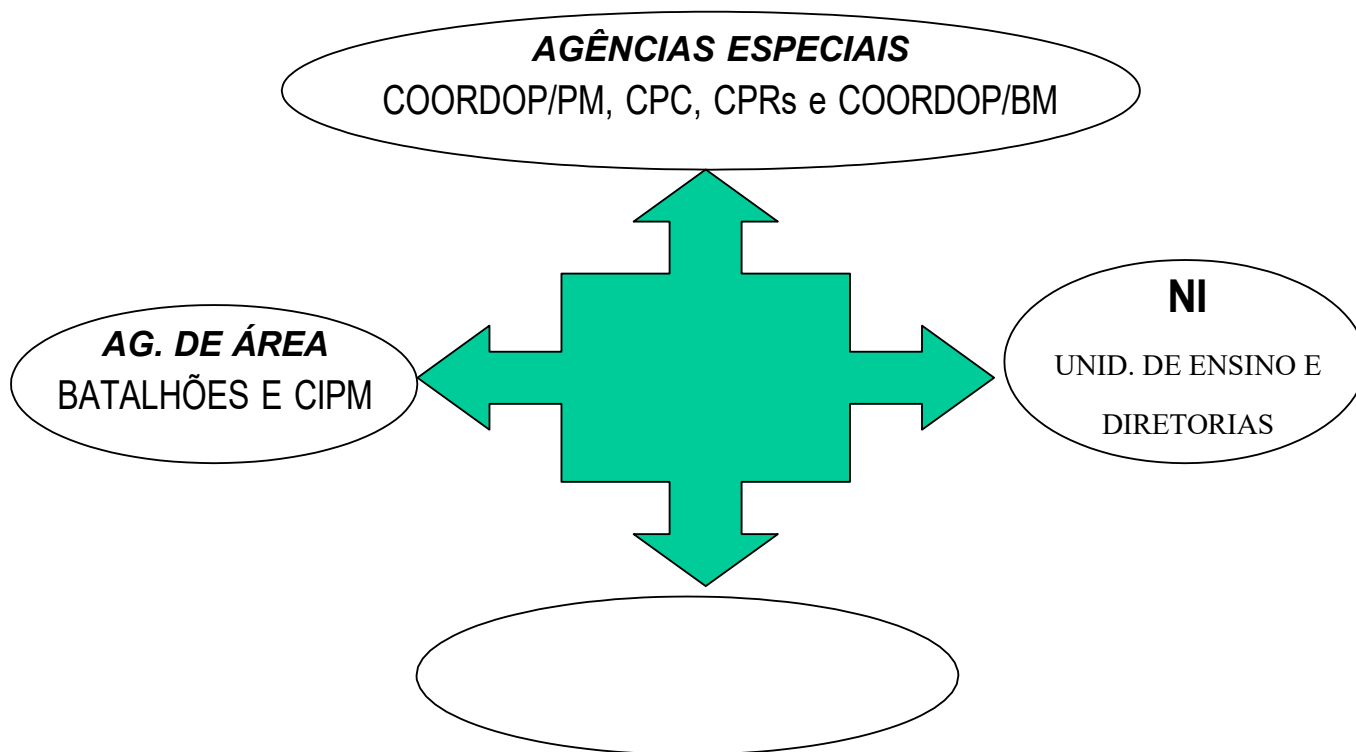 AGÊNCIAS ESPECIAIS
COORDOP/PM, CPC, CPRs e COORDOP/BM
AG. DE ÁREA
BATALHÕES E CIPM
NI
UNID. DE ENSINO E
DIRETORIAS